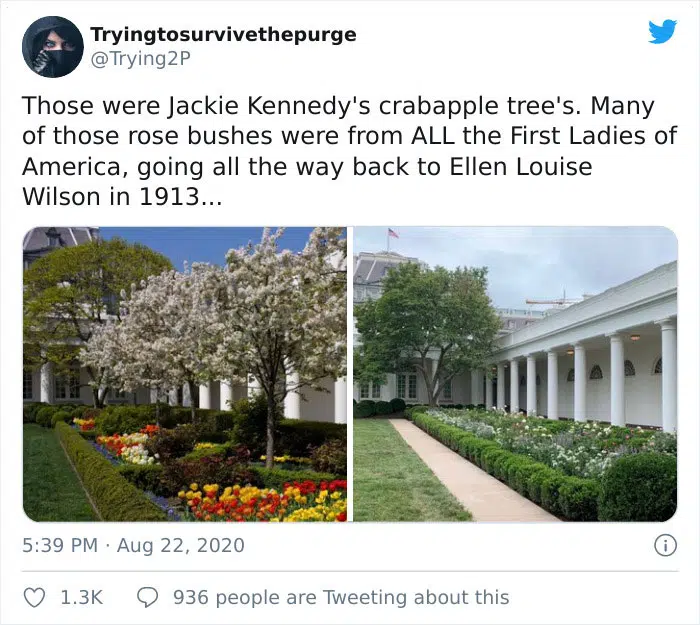 Tryingtosurvivethepurge
@Trying2P
Those were Jackie Kennedy's crabapple tree's. Many
of those rose bushes were from ALL the First Ladies of
America, going all the way back to Ellen Louise
Wilson in 1913...
5:39 PM · Aug 22, 2020
1.3K 936 people are Tweeting about this